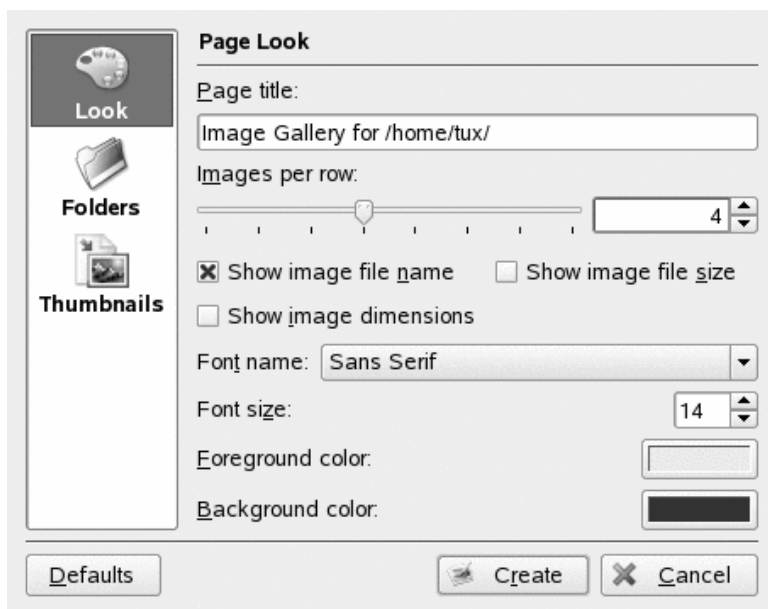 Look
Folders
Thumbnails
Page Look
Page title:
Image Gallery for /home/tux/
Images per row:
4
Show image file name
Show image file size
Show image dimensions
Font name: Sans Serif
Font size: 14
Foreground color:
Background color:
Defaults
Create
Cancel